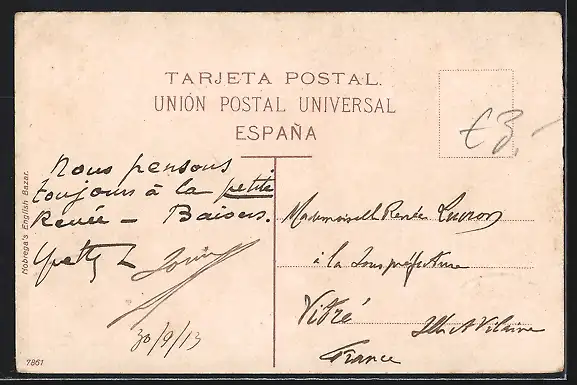 TARJETA POSTAL.
UNIÓN POSTAL UNIVERSAL
ESPAÑA
€ 3,-
Nous pensons
toujours à la petite
Renée — Baisers.
30/9/13
Mademoiselle Renée
à la Sous préfecture
Vitré
Ille et Vilaine
France
Nobrega's English Bazar.
7861